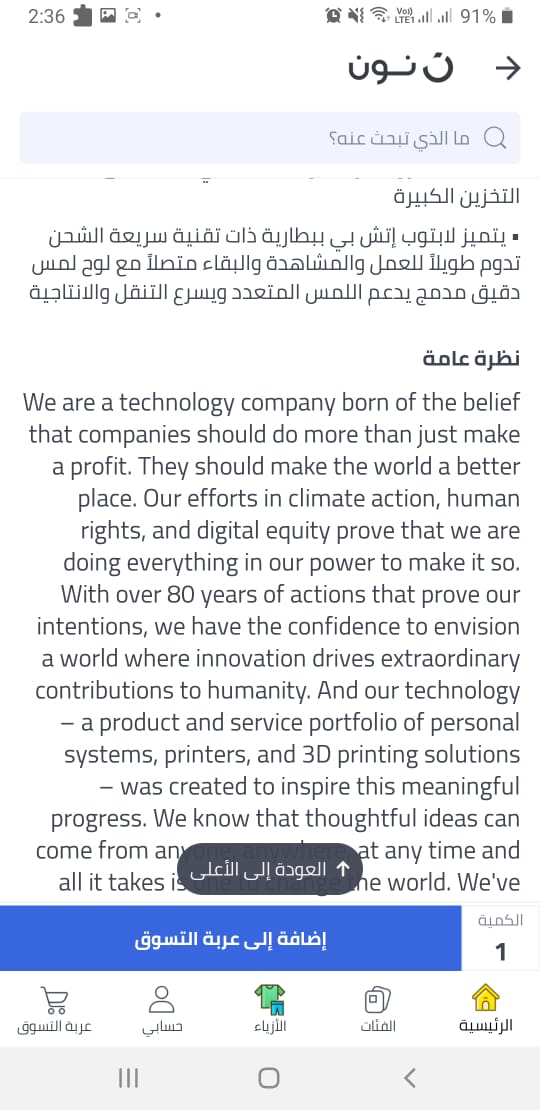 2:36
91%
ن نـون
ما الذي تبحث عنه؟
التخزين الكبيرة
▪ يتميز لابتوب إتش بي ببطارية ذات تقنية سريعة الشحن
تدوم طويلاً للعمل والمشاهدة والبقاء متصلاً مع لوح لمس
دقيق مدمج يدعم اللمس المتعدد ويسرع التنقل والانتاجية
نظرة عامة
We are a technology company born of the belief
that companies should do more than just make
a profit. They should make the world a better
place. Our efforts in climate action, human
rights, and digital equity prove that we are
doing everything in our power to make it so.
With over 80 years of actions that prove our
intentions, we have the confidence to envision
a world where innovation drives extraordinary
contributions to humanity. And our technology
– a product and service portfolio of personal
systems, printers, and 3D printing solutions
– was created to inspire this meaningful
progress. We know that thoughtful ideas can
come from anyone, anywhere, at any time and
العودة إلى الأعلى
all it takes is one to change the world. We've
الكمية
1
إضافة إلى عربة التسوق
الرئيسية
الفئات
الأزياء
حسابي
عربة التسوق